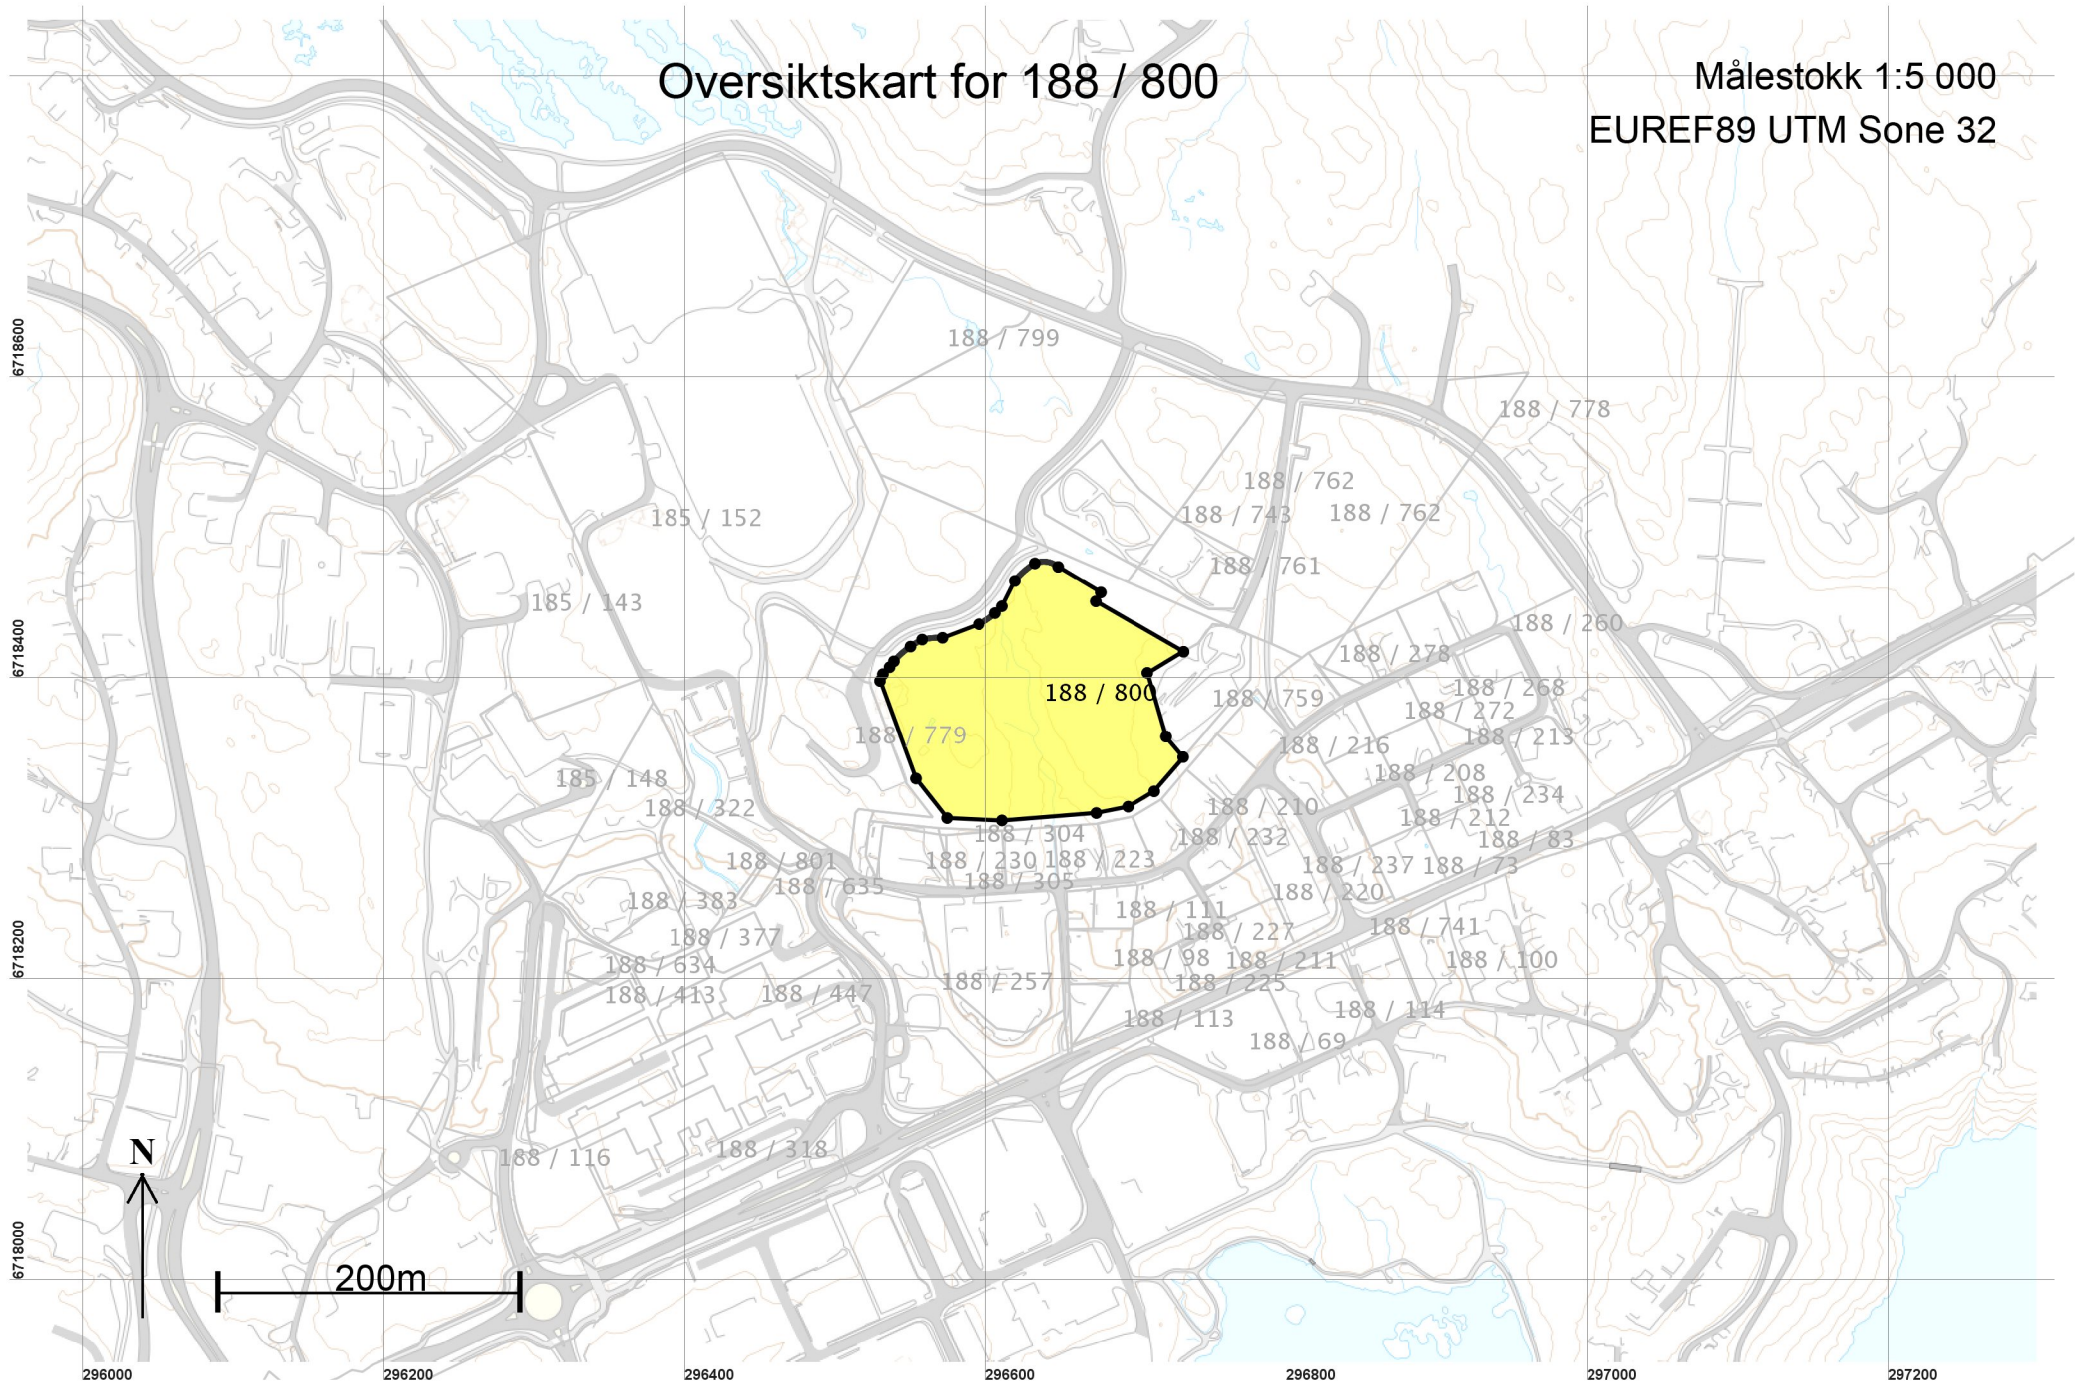 Oversiktskart for 188 / 800
Målestokk 1:5 000
EUREF89 UTM Sone 32
188 / 799
6718600
188 / 778
188 / 762
188 / 743
188 / 762
185 / 152
188 / 761
185 / 143
188 / 260
6718400
188 / 278
188 / 268
188 / 800
188 / 759
188 / 272
188 / 779
188 / 216
188 / 213
185 / 148
188 / 208
188 / 322
188 / 210
188 / 234
188 / 212
188 / 304
188 / 232
188 / 83
188 / 801
188 / 230
188 / 223
188 / 237
188 / 73
188 / 635
188 / 305
188 / 220
188 / 383
188 / 111
188 / 741
188 / 377
188 / 227
6718200
188 / 634
188 / 98
188 / 211
188 / 100
188 / 257
188 / 225
188 / 413
188 / 447
188 / 114
188 / 113
188 / 69
N
188 / 318
188 / 116
6718000
200m
296000
296200
296400
296600
296800
297000
297200